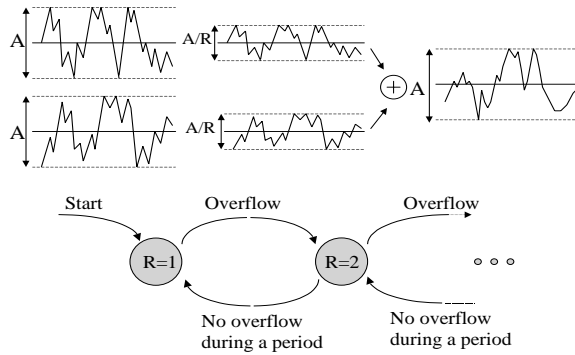 A
A/R
A
A
A/R
+
Start
Overflow
Overflow
R=1
R=2
No overflow
during a period
No overflow
during a period